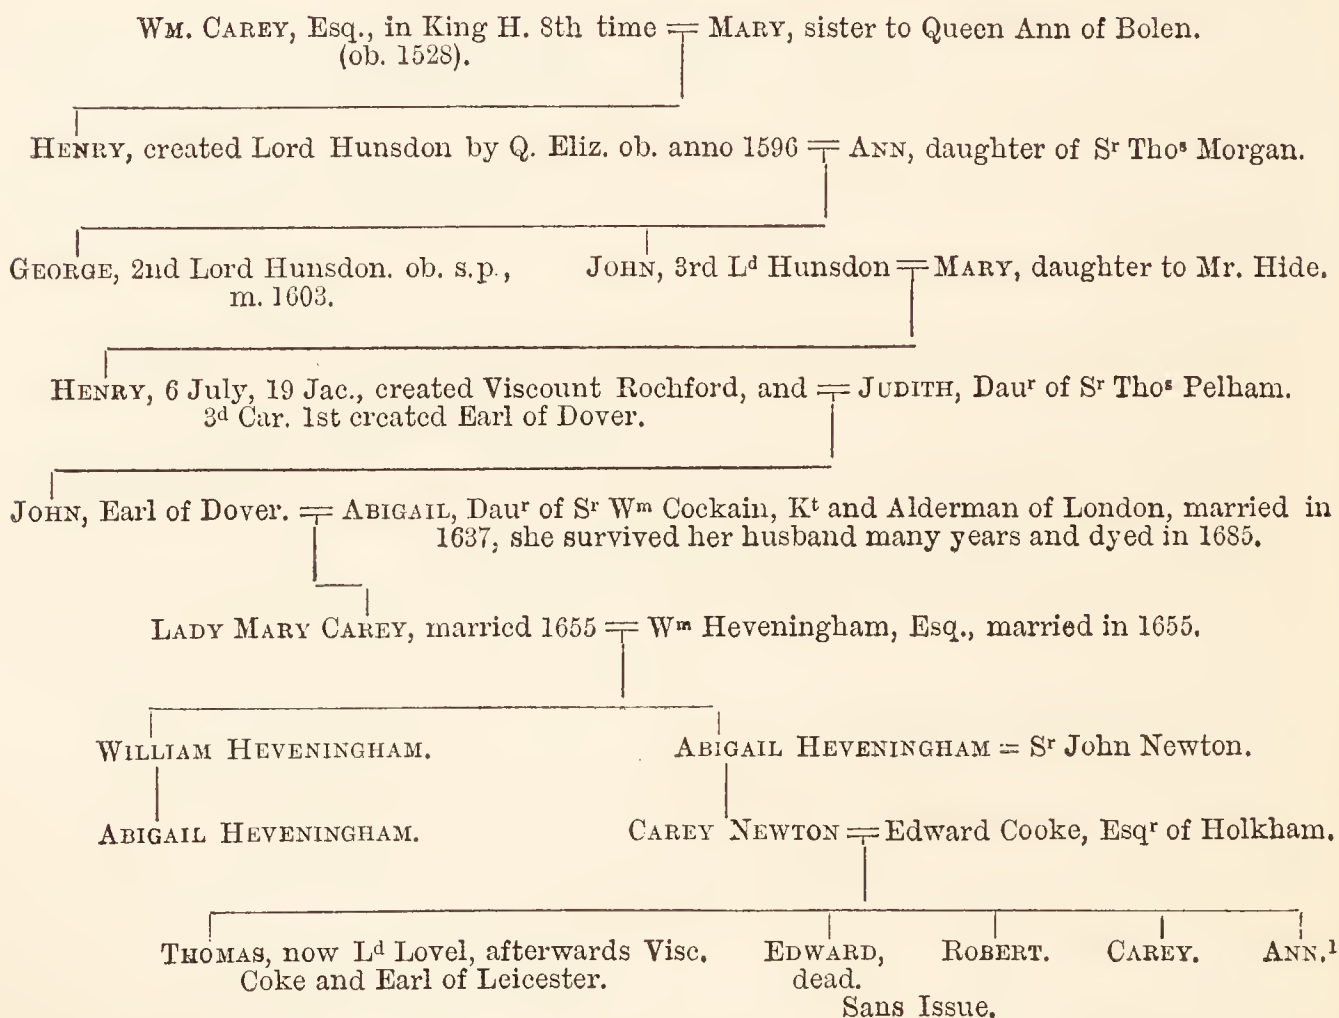 WM. CAREY, Esq., in King H. 8th time = MARY, sister to Queen Ann of Bolen.
(ob. 1528).
HENRY, created Lord Hunsdon by Q. Eliz. ob. anno 1596 = ANN, daughter of Sʳ Thoˢ Morgan.
GEORGE, 2nd Lord Hunsdon. ob. s.p., JOHN, 3rd Lᵈ Hunsdon = MARY, daughter to Mr. Hide.
m. 1603.
HENRY, 6 July, 19 Jac., created Viscount Rochford, and = JUDITH, Dauʳ of Sʳ Thoˢ Pelham.
3ᵈ Car. 1st created Earl of Dover.
JOHN, Earl of Dover. = ABIGAIL, Dauʳ of Sʳ Wᵐ Cockain, Kᵗ and Alderman of London, married in
1637, she survived her husband many years and dyed in 1685.
LADY MARY CAREY, married 1655 = Wᵐ Heveningham, Esq., married in 1655.
WILLIAM HEVENINGHAM. ABIGAIL HEVENINGHAM = Sʳ John Newton.
ABIGAIL HEVENINGHAM. CAREY NEWTON = Edward Cooke, Esqʳ of Holkham.
THOMAS, now Lᵈ Lovel, afterwards Visc. EDWARD, ROBERT. CAREY. ANN.¹
Coke and Earl of Leicester. dead.
Sans Issue.